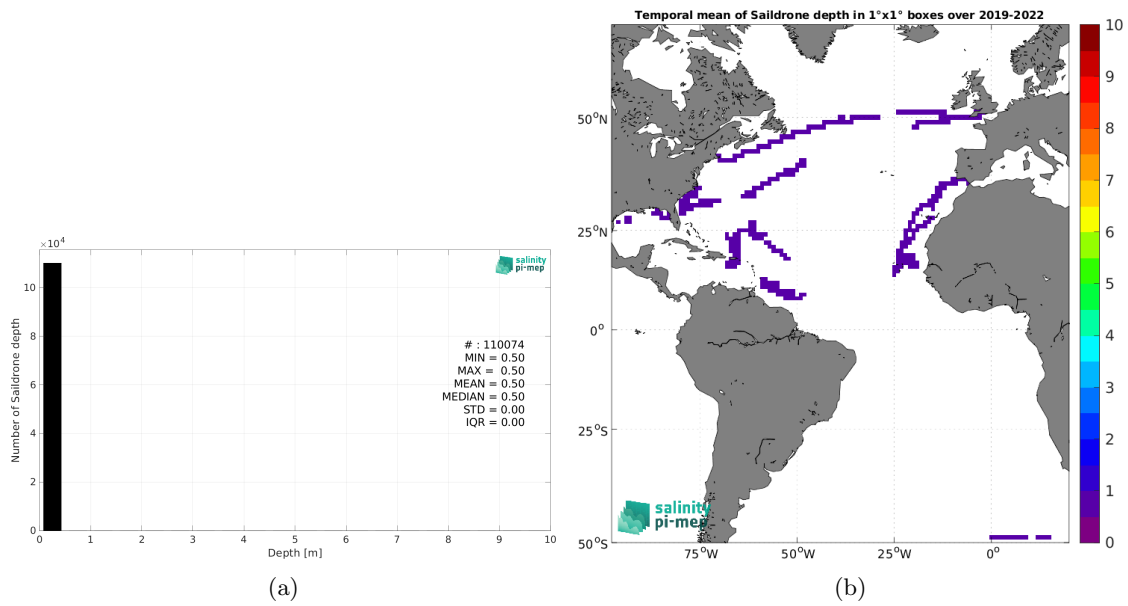 ×10⁴
salinity
pi-mep
10
8
6
4
2
0
Number of Saildrone depth
# : 110074
MIN = 0.50
MAX = 0.50
MEAN = 0.50
MEDIAN = 0.50
STD = 0.00
IQR = 0.00
0 1 2 3 4 5 6 7 8 9 10
Depth [m]
(a)
Temporal mean of Saildrone depth in 1°x1° boxes over 2019-2022
50°N
25°N
0°
25°S
50°S
75°W 50°W 25°W 0°
salinity
pi-mep
10
9
8
7
6
5
4
3
2
1
0
(b)